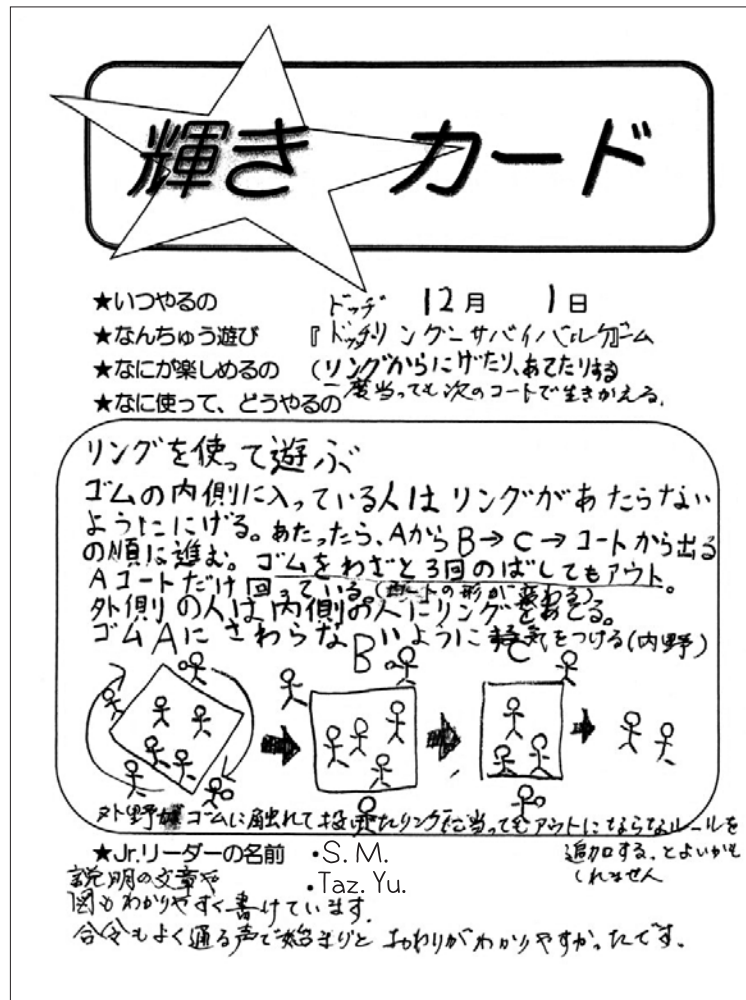 輝き カード
★いつやるの 12月 1日
ドッチ
★なんちゅう遊び 『ドッチリングーサバイバルゲーム
★なにが楽しめるの (リングからにげたり、あてたりする
一度当っても次のコートで生きかえる。
★なに使って、どうやるの
リングを使って遊ぶ
ゴムの内側に入っている人はリングがあたらない
ようににげる。あたったら、AからB→C→コートから出る
の順に進む。ゴムをわざと3回のばしてもアウト。
Aコートだけ回っている。(コートの形が変わる)
外側の人は内側の人にリングをあてる。
ゴムにさわらないように気をつける(内野)
A B C
外野はゴムに触れて投げたリングに当ってもアウトにならなルールを
追加する。とよいかも
しれません
★Jr.リーダーの名前 ・S. M.
・Taz. Yu.
説明の文章や
図もわかりやすく書けています。
合令もよく通る声で始まりとおわりがわかりやすかったです。